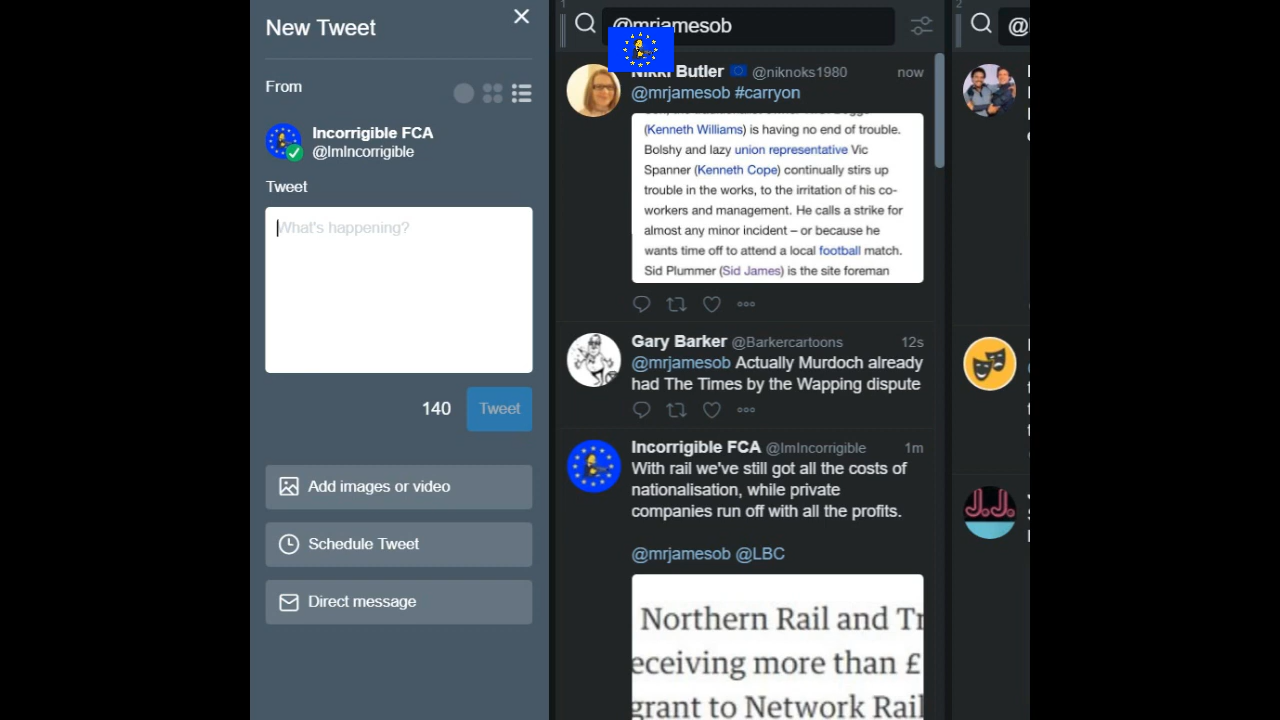 New Tweet
From
Incorrigible FCA
@ImIncorrigible
Tweet
What's happening?
140
Tweet
Add images or video
Schedule Tweet
Direct message
1
@mrjamesob
Nikki Butler @niknoks1980 now
@mrjamesob #carryon
(Kenneth Williams) is having no end of trouble.
Bolshy and lazy union representative Vic
Spanner (Kenneth Cope) continually stirs up
trouble in the works, to the irritation of his co-
workers and management. He calls a strike for
almost any minor incident – or because he
wants time off to attend a local football match.
Sid Plummer (Sid James) is the site foreman
Gary Barker @Barkercartoons 12s
@mrjamesob Actually Murdoch already
had The Times by the Wapping dispute
Incorrigible FCA @ImIncorrigible 1m
With rail we've still got all the costs of
nationalisation, while private
companies run off with all the profits.
@mrjamesob @LBC
Northern Rail and Tr
eceiving more than £
grant to Network Rail
2
@
J.J.